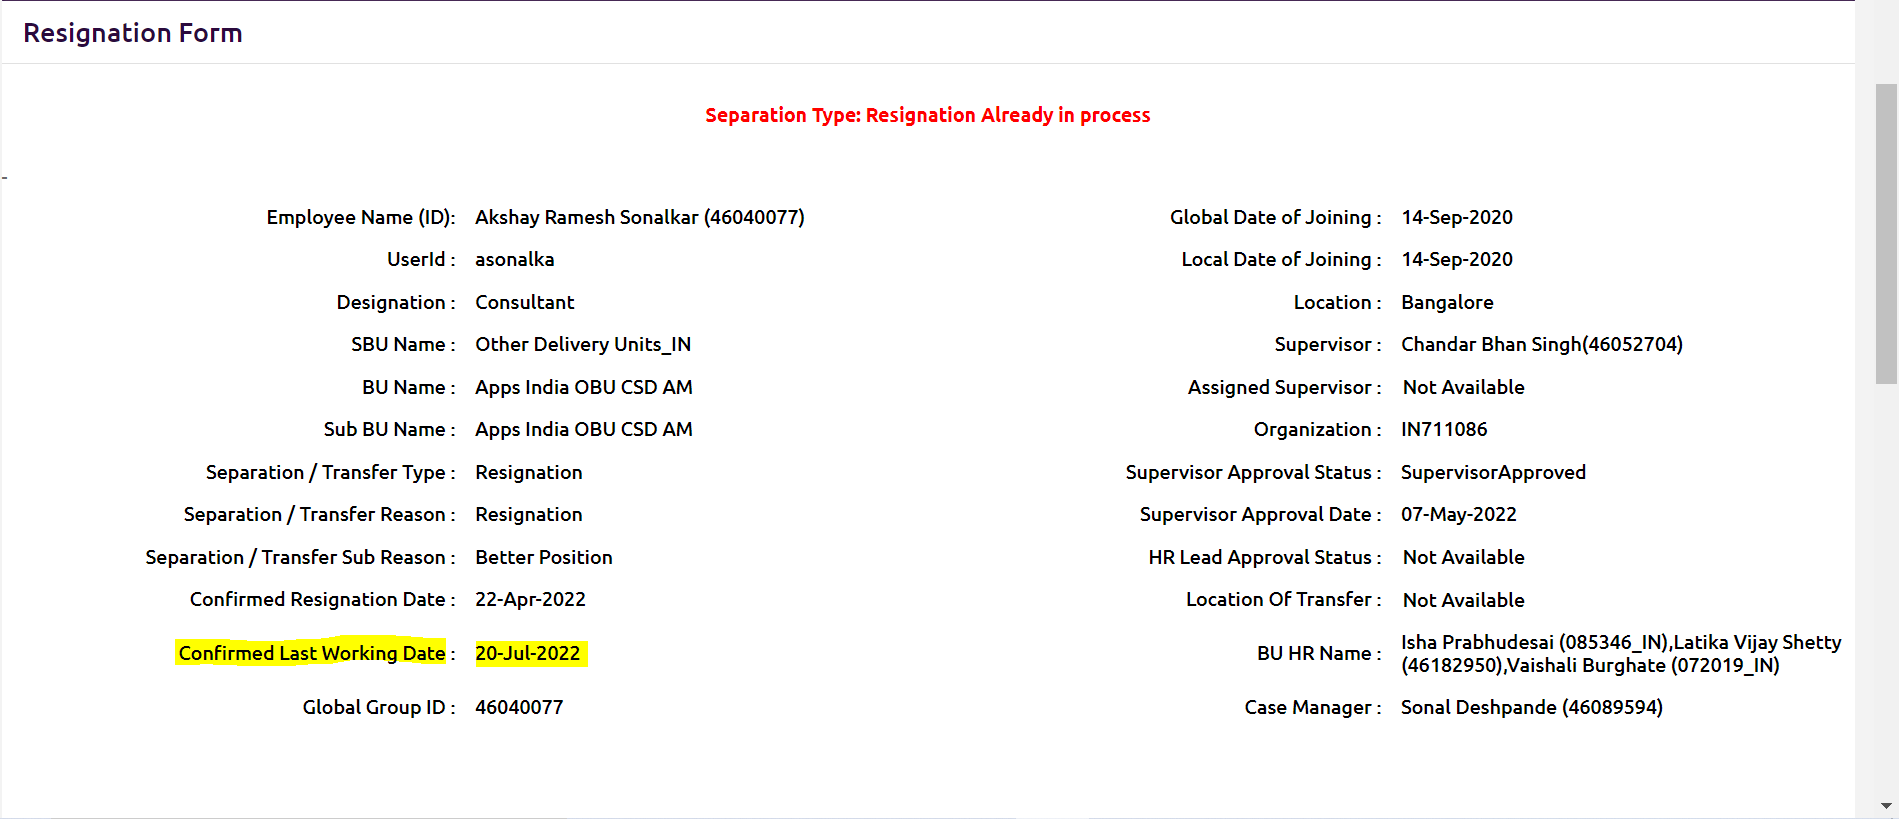 Resignation Form
Separation Type: Resignation Already in process
Employee Name (ID): Akshay Ramesh Sonalkar (46040077)
Global Date of Joining : 14-Sep-2020
UserId : asonalka
Local Date of Joining : 14-Sep-2020
Designation : Consultant
Location : Bangalore
SBU Name : Other Delivery Units_IN
Supervisor : Chandar Bhan Singh(46052704)
BU Name : Apps India OBU CSD AM
Assigned Supervisor : Not Available
Sub BU Name : Apps India OBU CSD AM
Organization : IN711086
Separation / Transfer Type : Resignation
Supervisor Approval Status : SupervisorApproved
Separation / Transfer Reason : Resignation
Supervisor Approval Date : 07-May-2022
Separation / Transfer Sub Reason : Better Position
HR Lead Approval Status : Not Available
Confirmed Resignation Date : 22-Apr-2022
Location Of Transfer : Not Available
Confirmed Last Working Date : 20-Jul-2022
BU HR Name : Isha Prabhudesai (085346_IN),Latika Vijay Shetty
(46182950),Vaishali Burghate (072019_IN)
Global Group ID : 46040077
Case Manager : Sonal Deshpande (46089594)